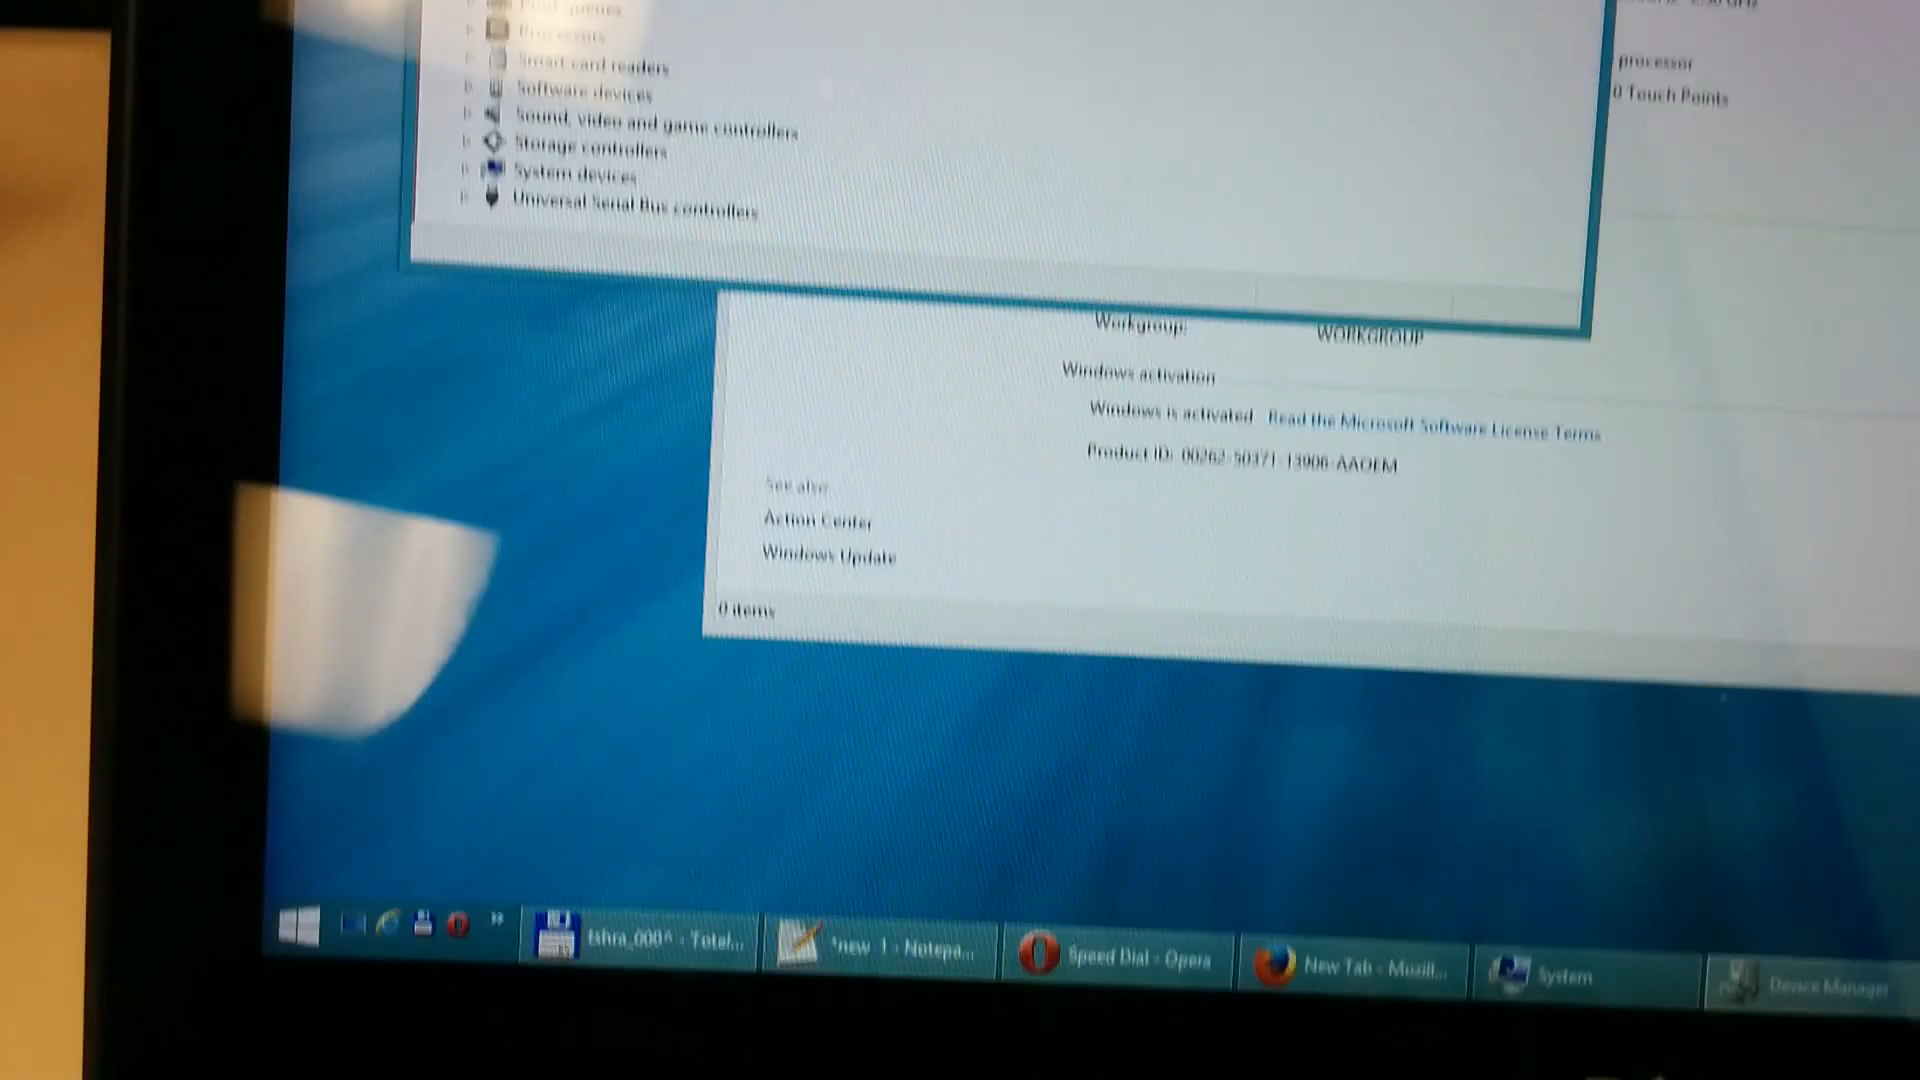 Print queues
Processors
Smart card readers
Software devices
Sound, video and game controllers
Storage controllers
System devices
Universal Serial Bus controllers
processor
0 Touch Points
Workgroup: WORKGROUP
Windows activation
Windows is activated Read the Microsoft Software License Terms
Product ID: 00262-50371-13906-AAOEM
See also
Action Center
Windows Update
0 items
tshra_000^ - Total...
*new 1 - Notepa...
Speed Dial - Opera
New Tab - Mozill...
System
Device Manager